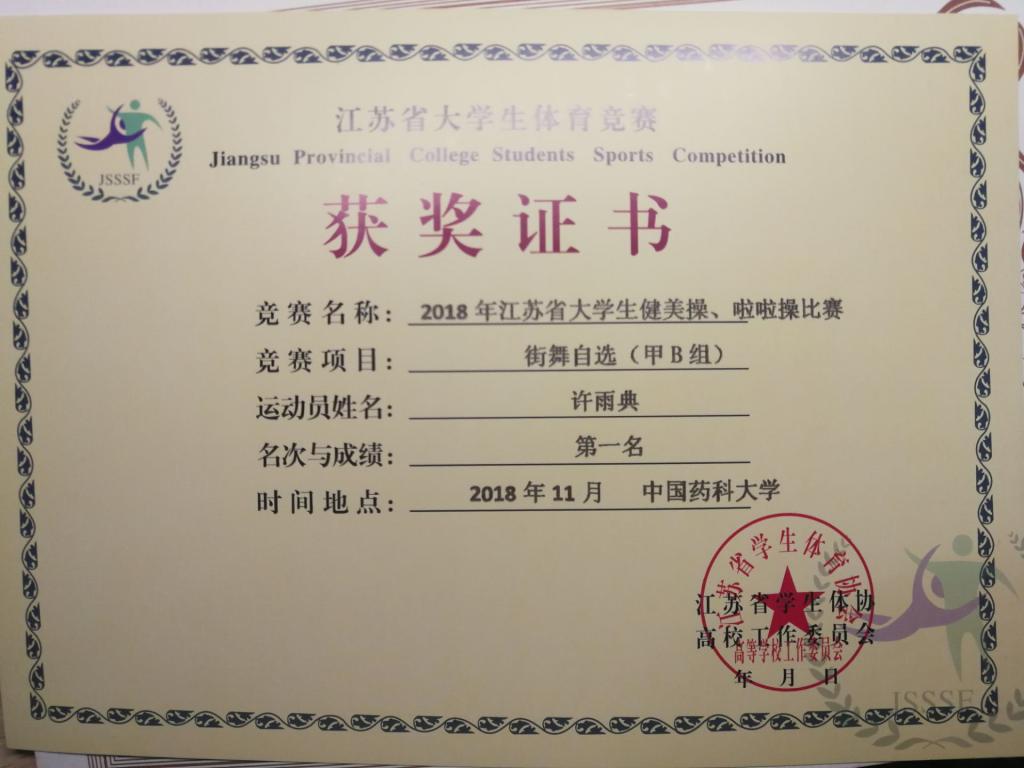 JSSSF
江苏省大学生体育竞赛
Jiangsu Provincial College Students Sports Competition
获奖证书
竞赛名称：2018年江苏省大学生健美操、啦啦操比赛
竞赛项目：街舞自选（甲B组）
运动员姓名：许雨典
名次与成绩：第一名
时间地点：2018年11月 中国药科大学
江苏省学生体育协会
江苏省学生体协
高校工作委员会
高等学校工作委员会
年 月 日
JSSSF